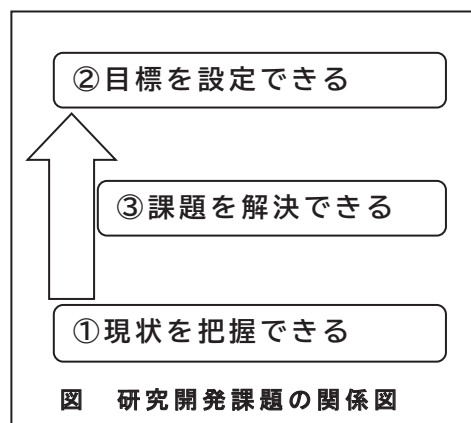 ②目標を設定できる
③課題を解決できる
①現状を把握できる
図　研究開発課題の関係図